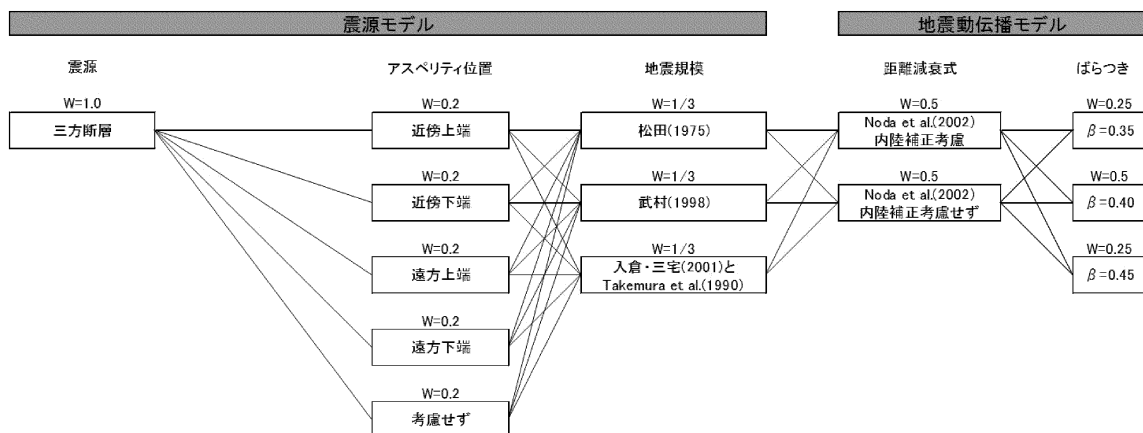 震源モデル
地震動伝播モデル
震源
アスペリティ位置
地震規模
距離減衰式
ばらつき
W=1.0
三方断層
W=0.2
近傍上端
W=0.2
近傍下端
W=0.2
遠方上端
W=0.2
遠方下端
W=0.2
考慮せず
W=1/3
松田(1975)
W=1/3
武村(1998)
W=1/3
入倉・三宅(2001)と
Takemura et al.(1990)
W=0.5
Noda et al.(2002)
内陸補正考慮
W=0.5
Noda et al.(2002)
内陸補正考慮せず
W=0.25
β=0.35
W=0.5
β=0.40
W=0.25
β=0.45